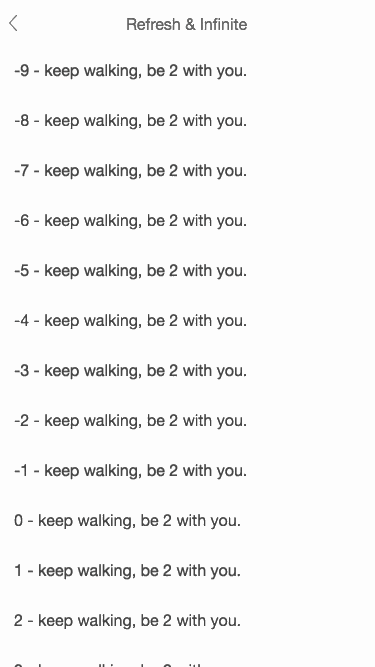 Refresh & Infinite
-9 - keep walking, be 2 with you.
-8 - keep walking, be 2 with you.
-7 - keep walking, be 2 with you.
-6 - keep walking, be 2 with you.
-5 - keep walking, be 2 with you.
-4 - keep walking, be 2 with you.
-3 - keep walking, be 2 with you.
-2 - keep walking, be 2 with you.
-1 - keep walking, be 2 with you.
0 - keep walking, be 2 with you.
1 - keep walking, be 2 with you.
2 - keep walking, be 2 with you.